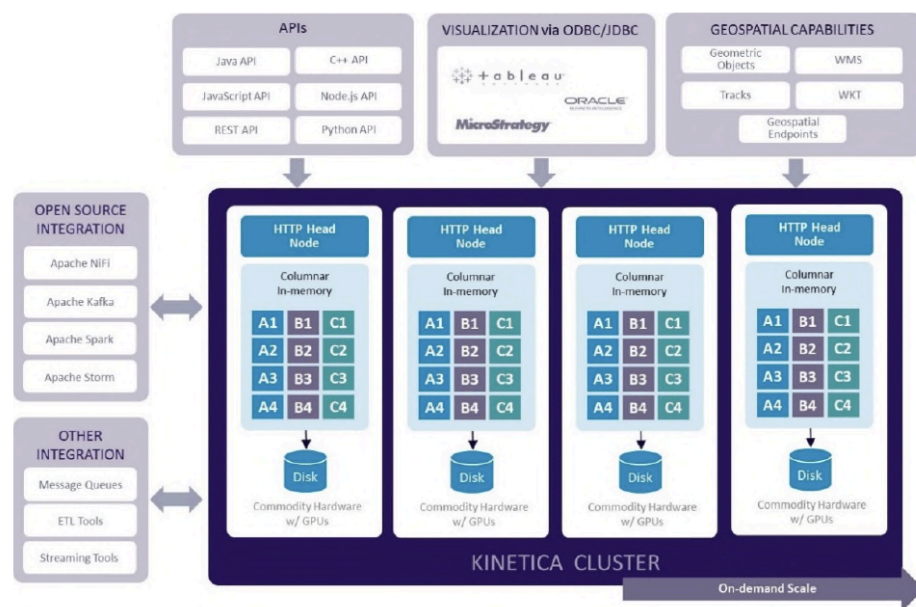 APIs
Java API
C++ API
JavaScript API
Node.js API
REST API
Python API
VISUALIZATION via ODBC/JDBC
tableau
ORACLE
MicroStrategy
GEOSPATIAL CAPABILITIES
Geometric
Objects
WMS
Tracks
WKT
Geospatial
Endpoints
OPEN SOURCE
INTEGRATION
Apache NiFi
Apache Kafka
Apache Spark
Apache Storm
OTHER
INTEGRATION
Message Queues
ETL Tools
Streaming Tools
HTTP Head
Node
Columnar
In-memory
A1 B1 C1
A2 B2 C2
A3 B3 C3
A4 B4 C4
Disk
Commodity Hardware
w/ GPUs
HTTP Head
Node
Columnar
In-memory
A1 B1 C1
A2 B2 C2
A3 B3 C3
A4 B4 C4
Disk
Commodity Hardware
w/ GPUs
HTTP Head
Node
Columnar
In-memory
A1 B1 C1
A2 B2 C2
A3 B3 C3
A4 B4 C4
Disk
Commodity Hardware
w/ GPUs
HTTP Head
Node
Columnar
In-memory
A1 B1 C1
A2 B2 C2
A3 B3 C3
A4 B4 C4
Disk
Commodity Hardware
w/ GPUs
KINETICA CLUSTER
On-demand Scale